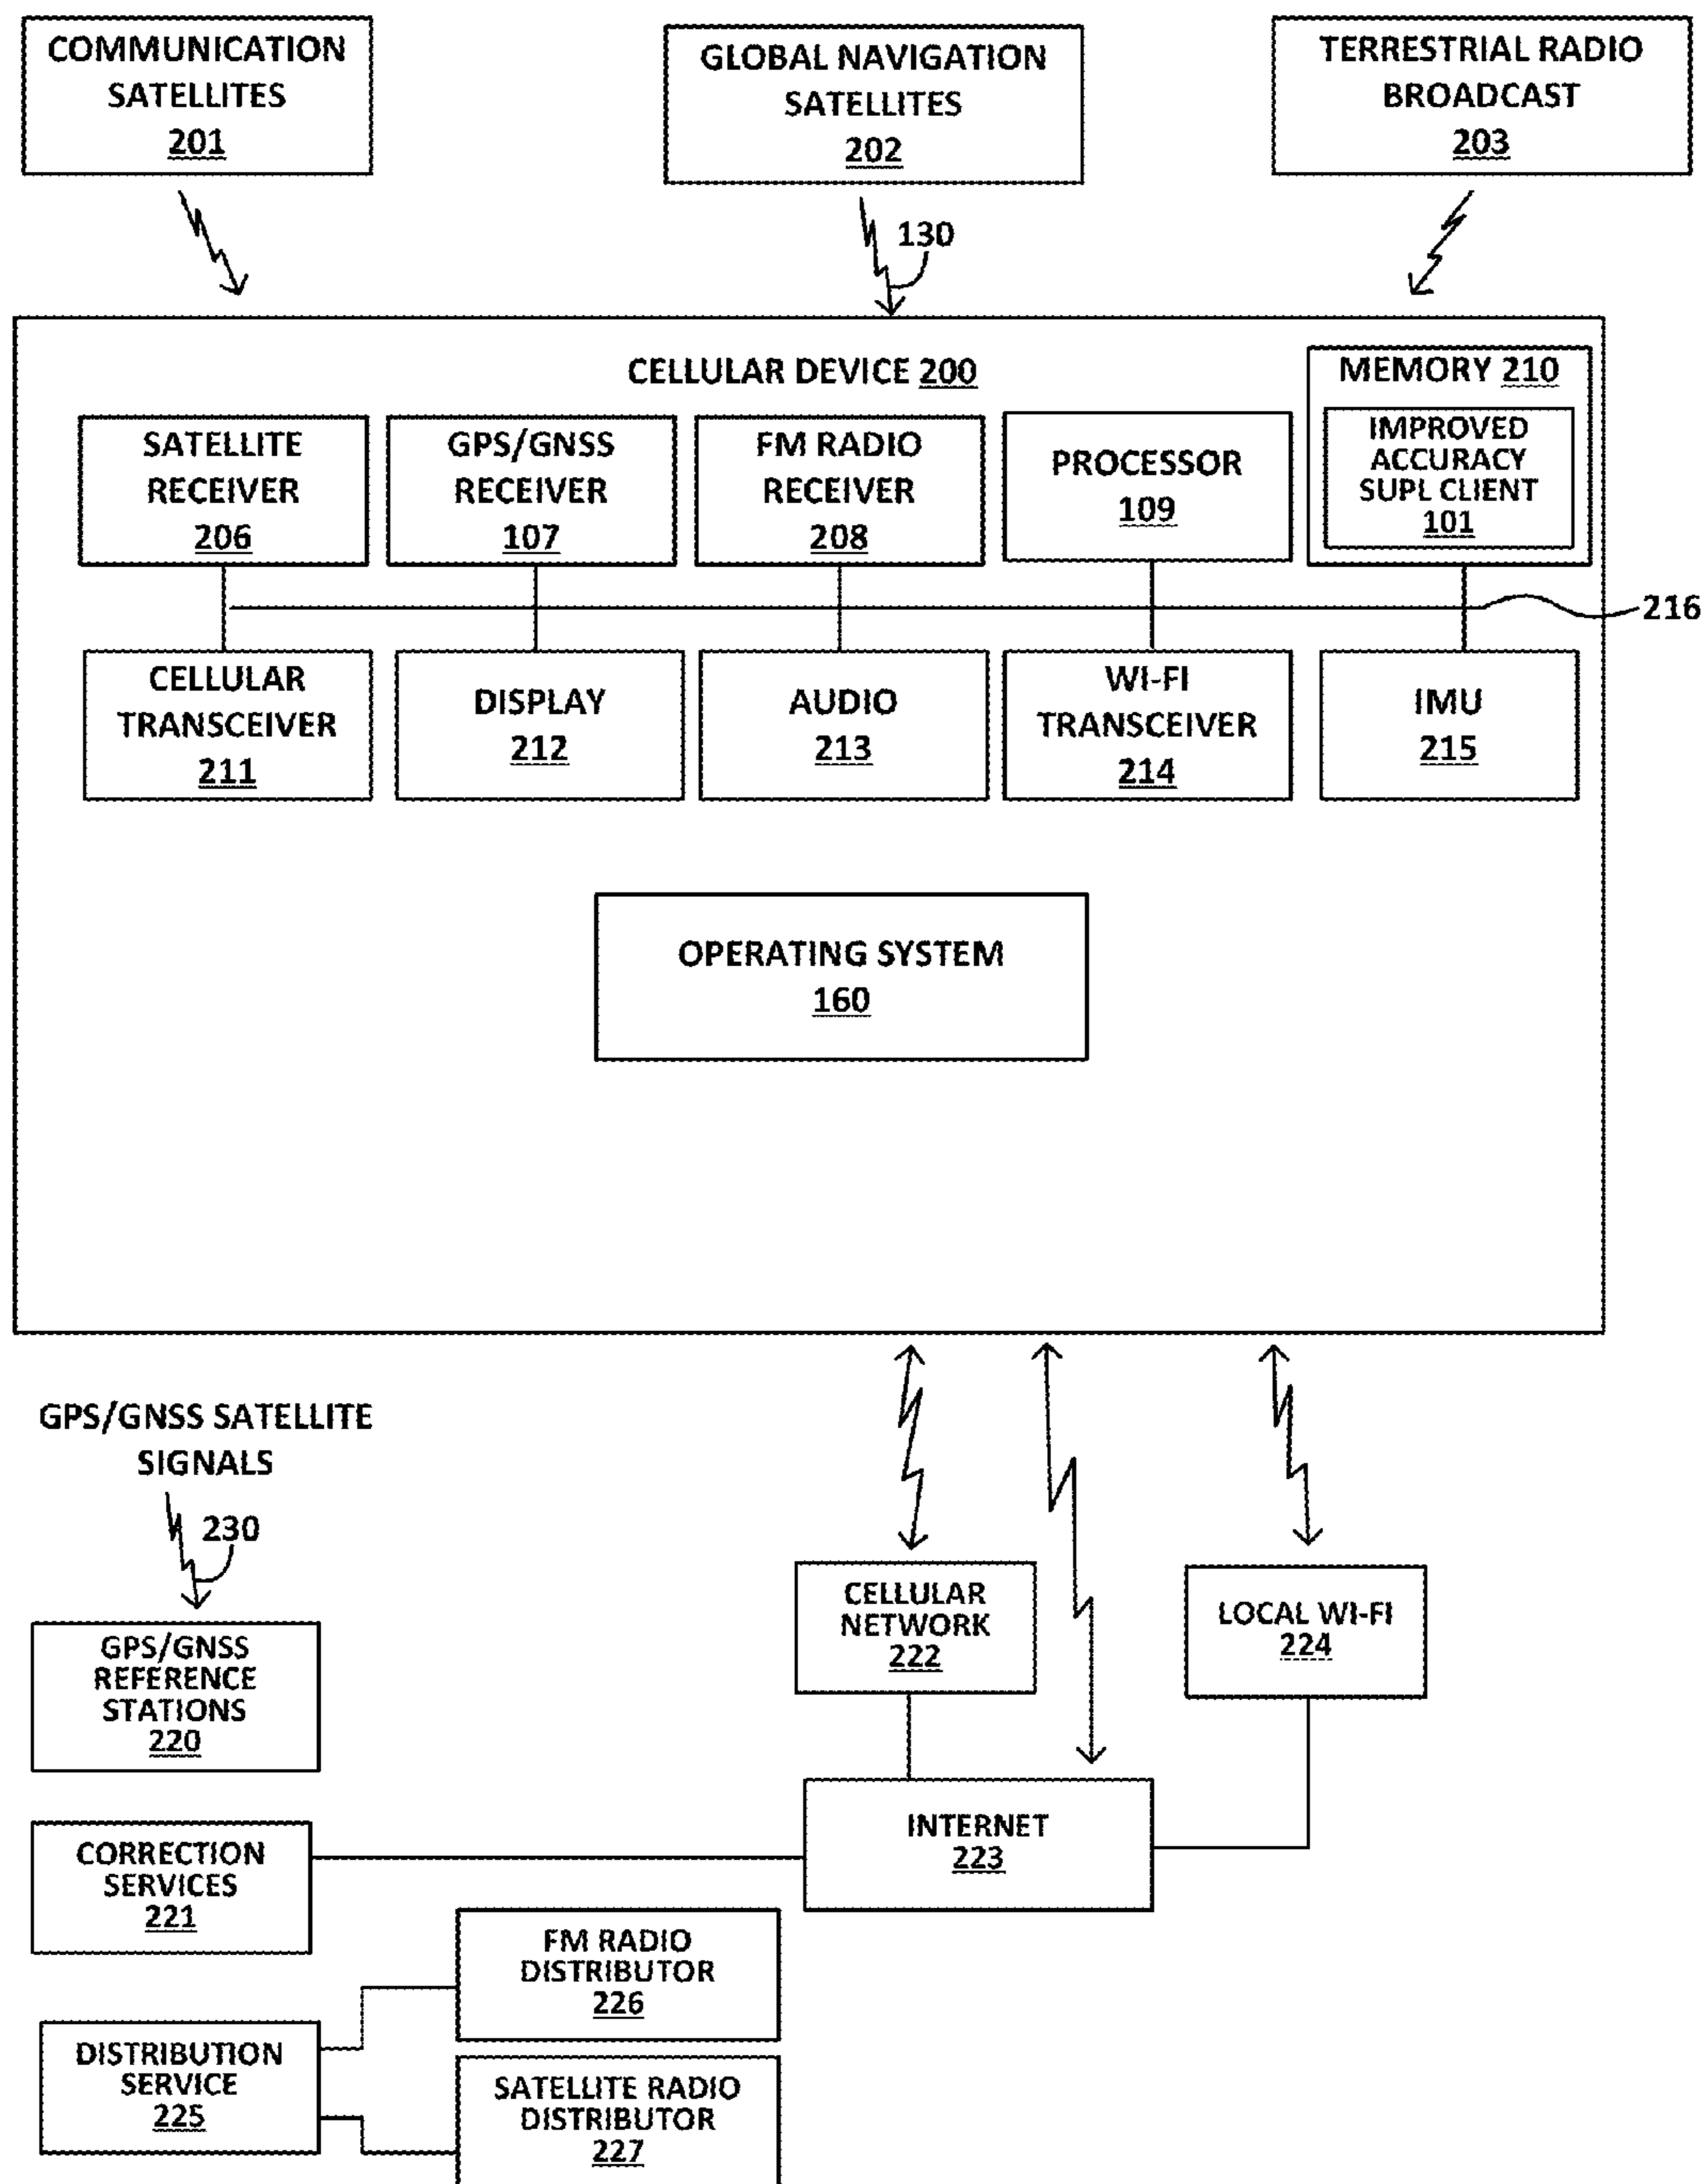 COMMUNICATION
SATELLITES
201
GLOBAL NAVIGATION
SATELLITES
202
TERRESTRIAL RADIO
BROADCAST
203
130
CELLULAR DEVICE 200
MEMORY 210
IMPROVED
ACCURACY
SUPL CLIENT
101
SATELLITE
RECEIVER
206
GPS/GNSS
RECEIVER
107
FM RADIO
RECEIVER
208
PROCESSOR
109
216
CELLULAR
TRANSCEIVER
211
DISPLAY
212
AUDIO
213
WI-FI
TRANSCEIVER
214
IMU
215
OPERATING SYSTEM
160
GPS/GNSS SATELLITE
SIGNALS
230
GPS/GNSS
REFERENCE
STATIONS
220
CELLULAR
NETWORK
222
LOCAL WI-FI
224
INTERNET
223
CORRECTION
SERVICES
221
FM RADIO
DISTRIBUTOR
226
DISTRIBUTION
SERVICE
225
SATELLITE RADIO
DISTRIBUTOR
227